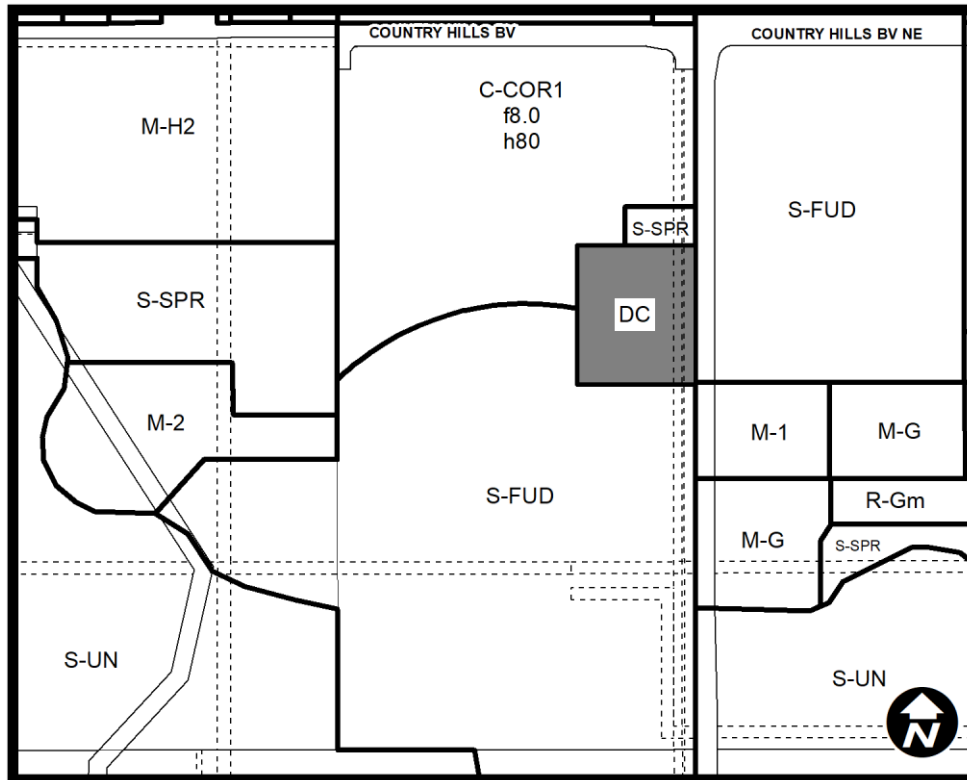 COUNTRY HILLS BV
COUNTRY HILLS BV NE
C-COR1
f8.0
h80
M-H2
S-FUD
S-SPR
S-SPR
DC
M-2
M-1
M-G
S-FUD
R-Gm
M-G
S-SPR
S-UN
S-UN
N